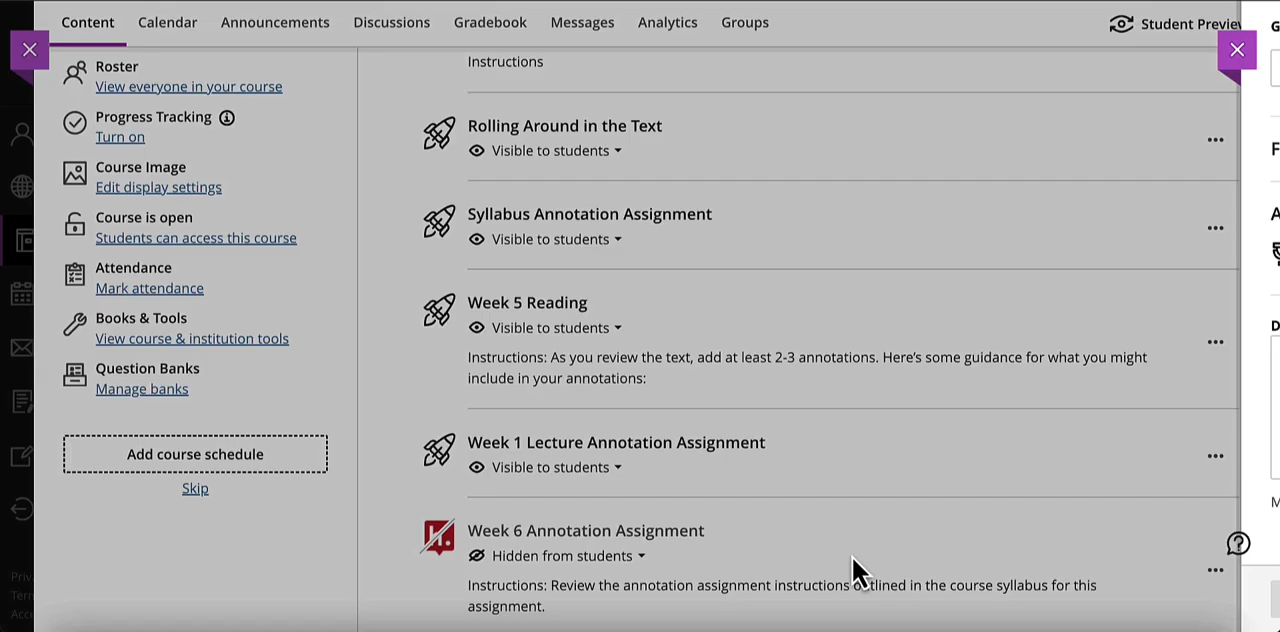 Content Calendar Announcements Discussions Gradebook Messages Analytics Groups
Student Preview
Roster
View everyone in your course
Progress Tracking
Turn on
Course Image
Edit display settings
Course is open
Students can access this course
Attendance
Mark attendance
Books & Tools
View course & institution tools
Question Banks
Manage banks
Add course schedule
Skip
Instructions
Rolling Around in the Text
Visible to students
Syllabus Annotation Assignment
Visible to students
Week 5 Reading
Visible to students
Instructions: As you review the text, add at least 2-3 annotations. Here’s some guidance for what you might
include in your annotations:
Week 1 Lecture Annotation Assignment
Visible to students
h.
Week 6 Annotation Assignment
Hidden from students
Instructions: Review the annotation assignment instructions outlined in the course syllabus for this
assignment.
Priv
Term
Acce
G
F
A
D
M